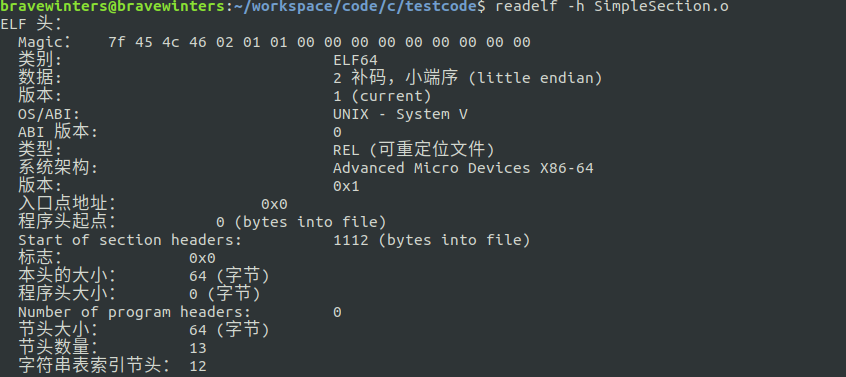 bravewinters@bravewinters:~/workspace/code/c/testcode$ readelf -h SimpleSection.o
ELF 头：
  Magic：   7f 45 4c 46 02 01 01 00 00 00 00 00 00 00 00 00
  类别:                              ELF64
  数据:                              2 补码，小端序 (little endian)
  版本:                              1 (current)
  OS/ABI:                            UNIX - System V
  ABI 版本:                          0
  类型:                              REL (可重定位文件)
  系统架构:                          Advanced Micro Devices X86-64
  版本:                              0x1
  入口点地址：               0x0
  程序头起点：          0 (bytes into file)
  Start of section headers:          1112 (bytes into file)
  标志：             0x0
  本头的大小：       64 (字节)
  程序头大小：       0 (字节)
  Number of program headers:         0
  节头大小：         64 (字节)
  节头数量：         13
  字符串表索引节头： 12